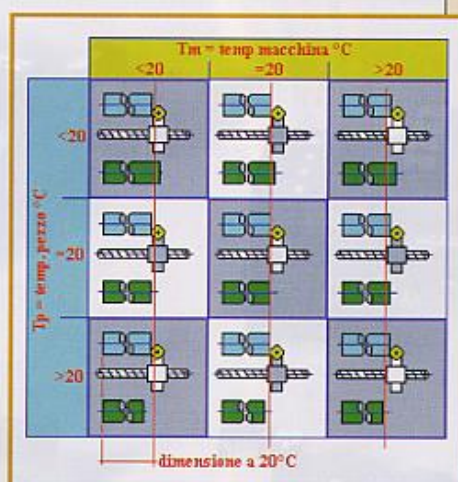 Tm = temp macchina °C
<20 =20 >20
Tp = temp. pezzo °C
<20
=20
>20
dimensione a 20°C